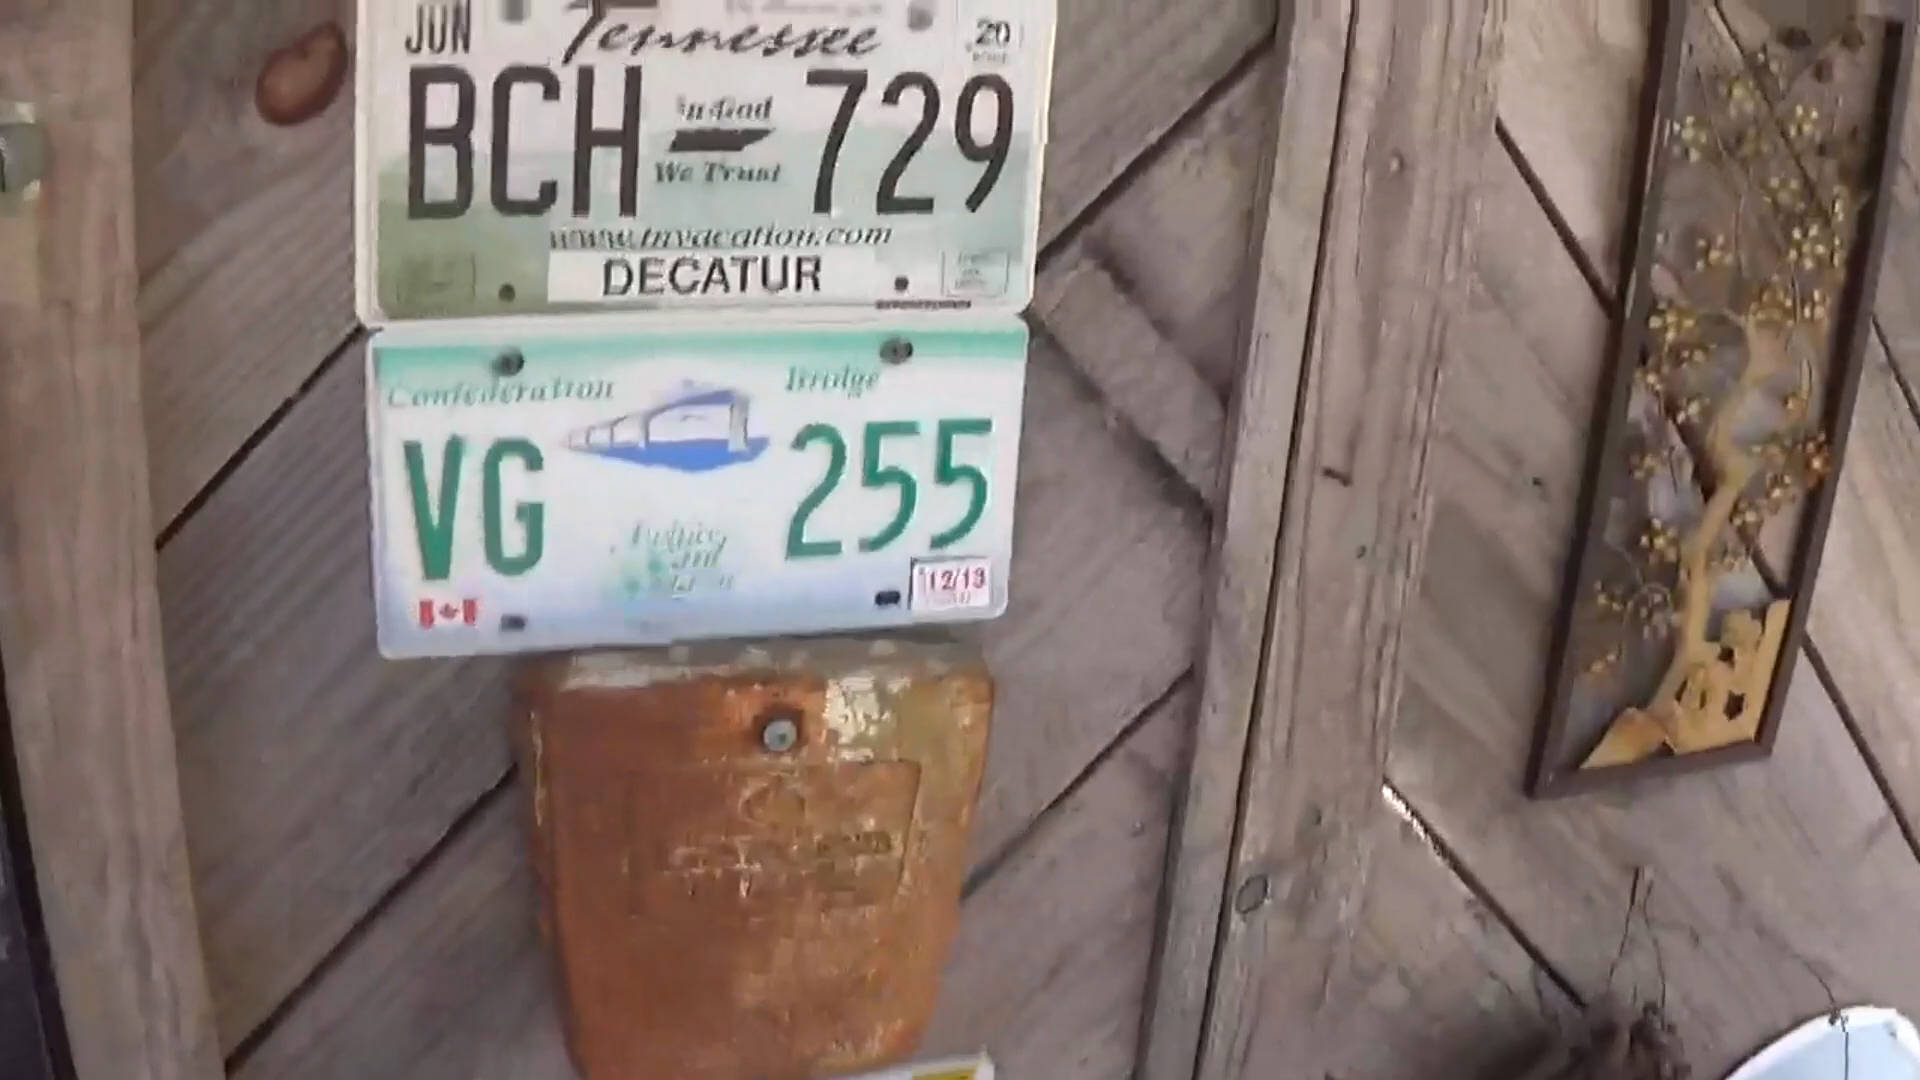 JUN Tennessee 20
BCH In God 729
We Trust
www.tnvacation.com
DECATUR
Confederation Bridge
VG 255
12/13